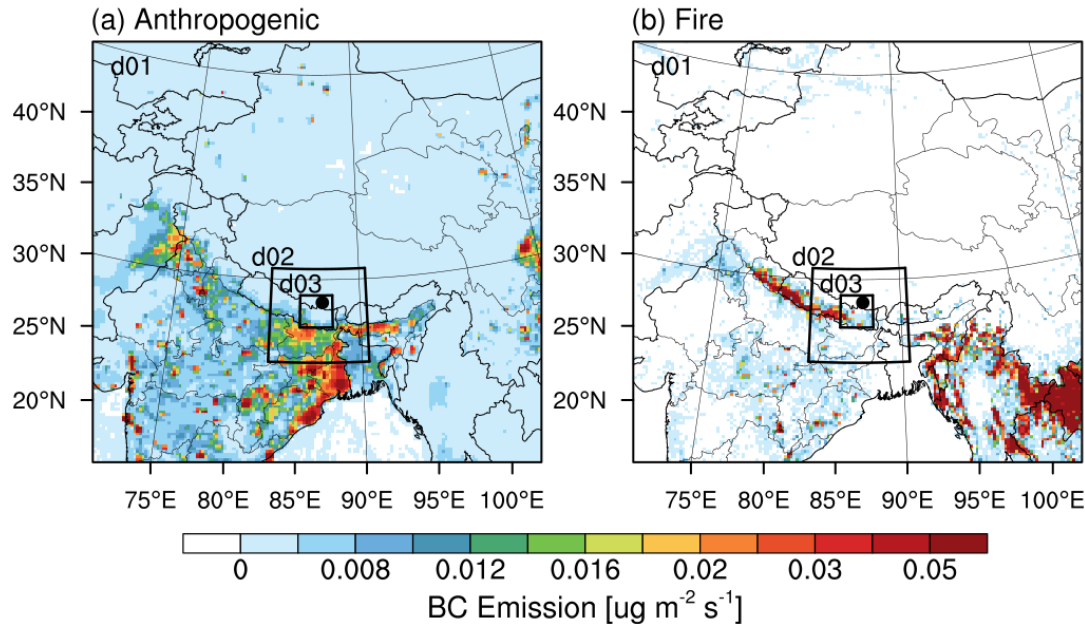 (a) Anthropogenic
(b) Fire
d01
d01
40°N
35°N
30°N
25°N
20°N
40°N
35°N
30°N
25°N
20°N
d02
d03
d02
d03
75°E 80°E 85°E 90°E 95°E 100°E
75°E 80°E 85°E 90°E 95°E 100°E
0 0.008 0.012 0.016 0.02 0.03 0.05
BC Emission [ug m⁻² s⁻¹]